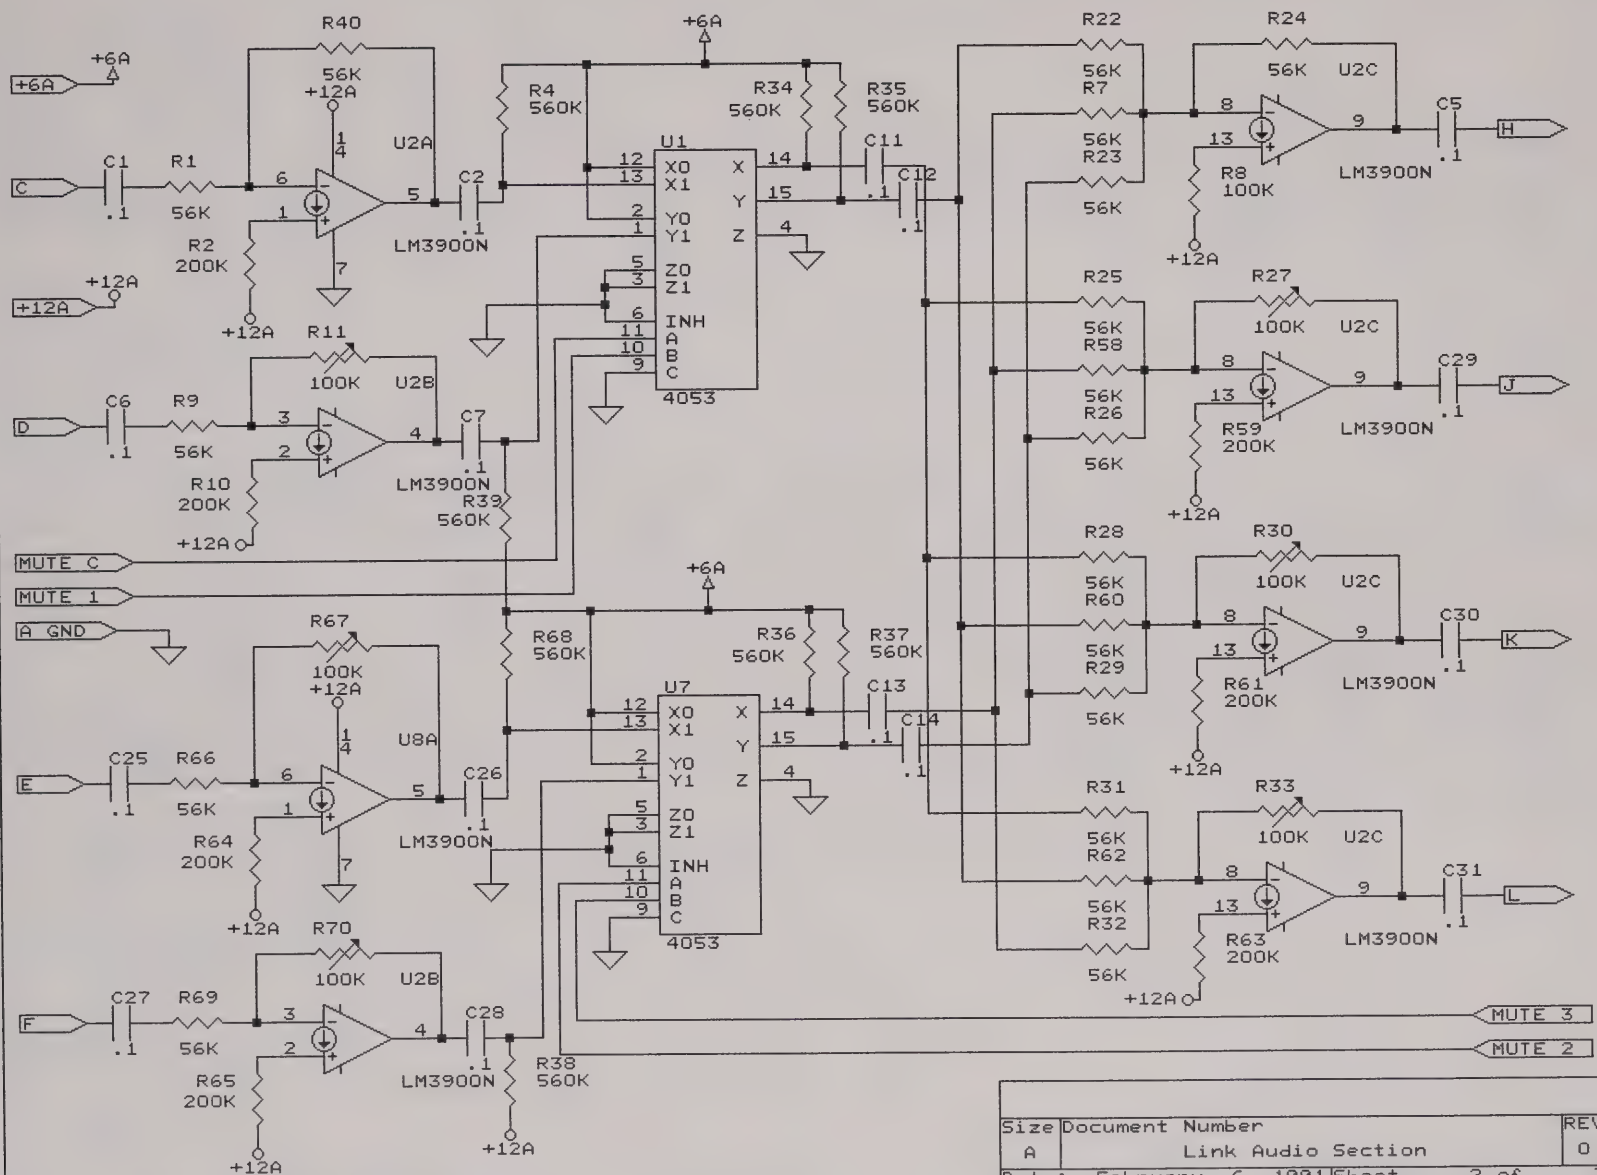 R40
56K
+6A
+6A
+12A
1
4
U2A
C
C1
.1
R1
56K
6
1
5
R2
200K
7
+12A
LM3900N
C2
.1
+12A
+12A
R11
100K
U2B
D
C6
.1
R9
56K
3
2
4
R10
200K
+12A
LM3900N
C7
.1
R39
560K
MUTE C
MUTE 1
A GND
R67
100K
+12A
1
4
U8A
E
C25
.1
R66
56K
6
1
5
R64
200K
7
+12A
LM3900N
C26
.1
R70
100K
U2B
F
C27
.1
R69
56K
3
2
4
R65
200K
+12A
LM3900N
C28
.1
R38
560K
+12A
+6A
R4
560K
R34
560K
R35
560K
U1
12 X0
13 X1
2 Y0
1 Y1
5 Z0
3 Z1
6 INH
11 A
10 B
9 C
X 14
Y 15
Z 4
4053
C11
.1
C12
.1
+6A
R68
560K
R36
560K
R37
560K
U7
12 X0
13 X1
2 Y0
1 Y1
5 Z0
3 Z1
6 INH
11 A
10 B
9 C
X 14
Y 15
Z 4
4053
C13
.1
C14
.1
R22
56K
R7
56K
R23
56K
R24
56K
U2C
8
13
9
R8
100K
+12A
LM3900N
C5
.1
H
R25
56K
R58
56K
R26
56K
R27
100K
U2C
8
13
9
R59
200K
+12A
LM3900N
C29
.1
J
R28
56K
R60
56K
R29
56K
R30
100K
U2C
8
13
9
R61
200K
+12A
LM3900N
C30
.1
K
R31
56K
R62
56K
R32
56K
R33
100K
U2C
8
13
9
R63
200K
+12A
LM3900N
C31
.1
L
MUTE 3
MUTE 2
Size
Document Number
REV
A
Link Audio Section
0